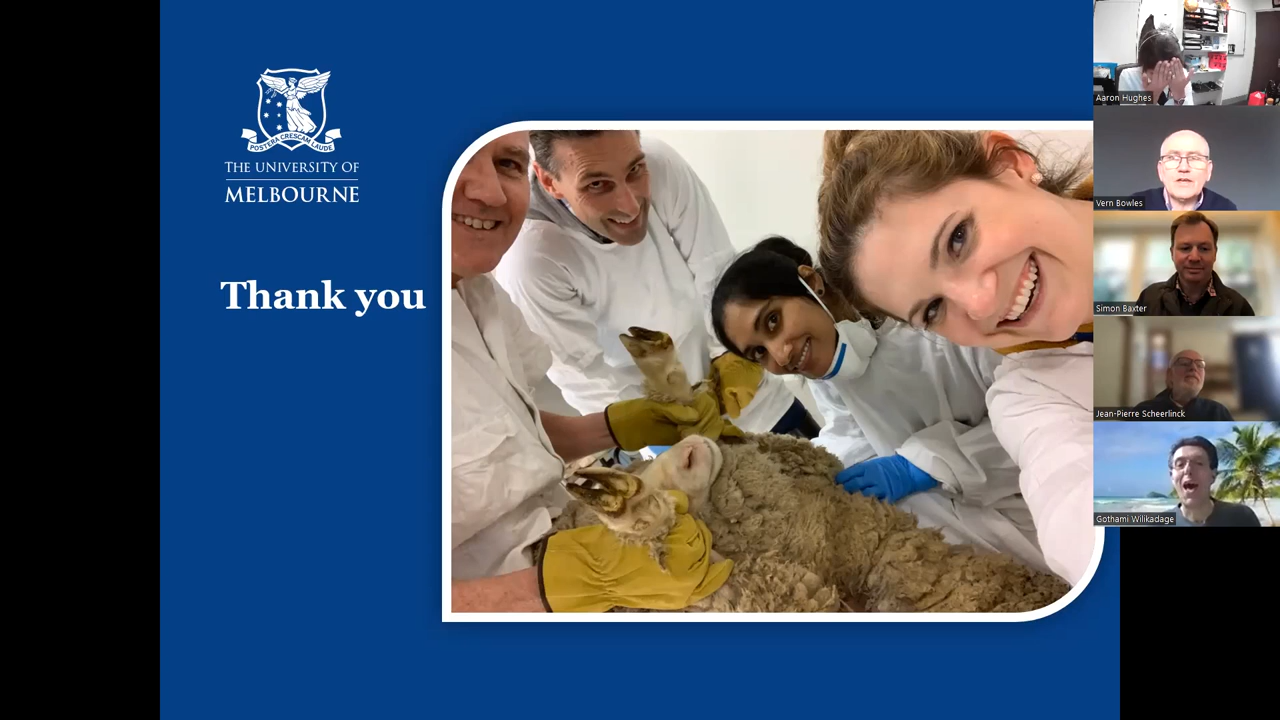 POSTERA CRESCAM LAUDE
THE UNIVERSITY OF
MELBOURNE
Thank you
Aaron Hughes
Vern Bowles
Simon Baxter
Jean-Pierre Scheerlinck
Gothami Wilikadage